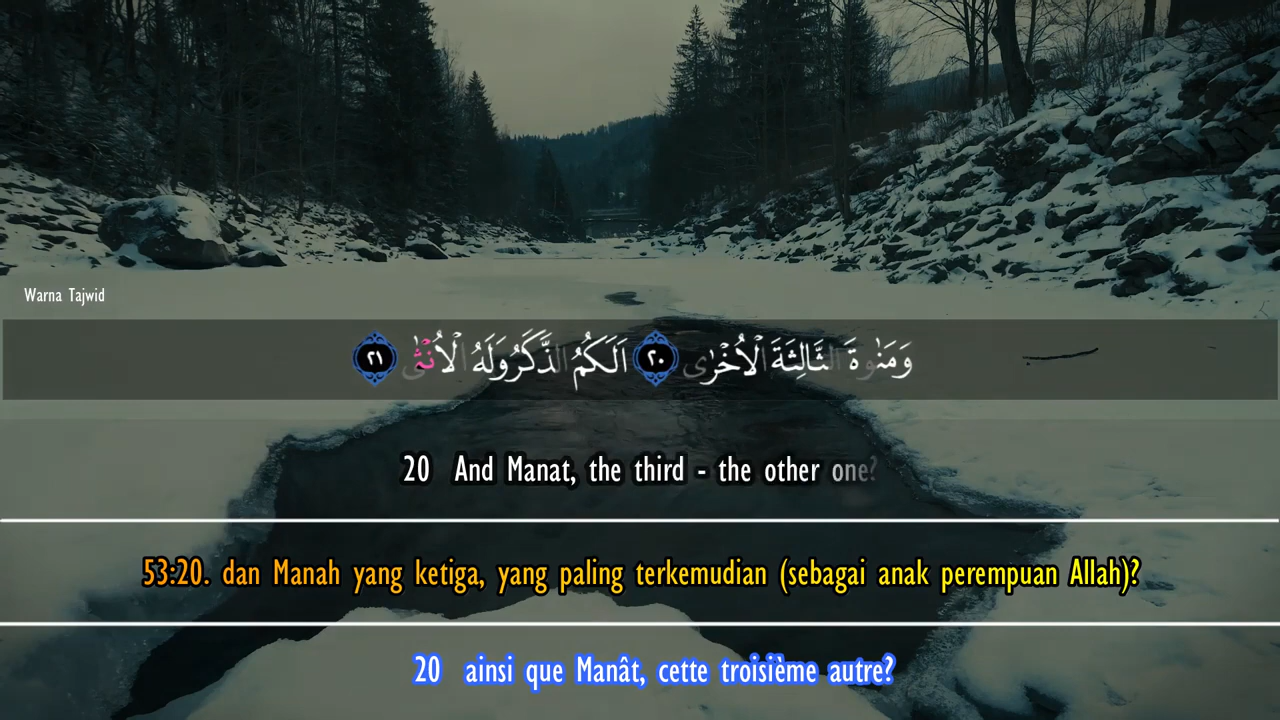 Warna Tajwid
وَمَنٰوةَ الثَّالِثَةَ الْاُخْرٰى ٢٠ اَلَكُمُ الذَّكَرُ وَلَهُ الْاُنْثٰى ٢١
20 And Manat, the third - the other one?
53:20. dan Manah yang ketiga, yang paling terkemudian (sebagai anak perempuan Allah)?
20 ainsi que Manât, cette troisième autre?